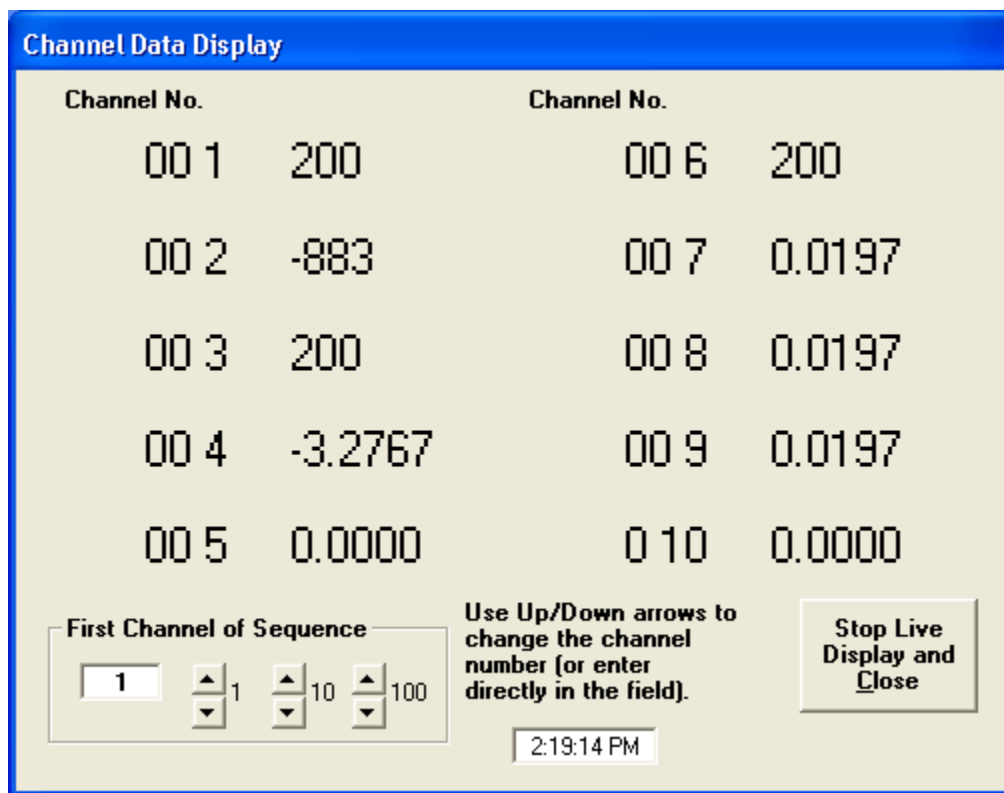 Channel Data Display
Channel No.
00 1 200
00 2 -883
00 3 200
00 4 -3.2767
00 5 0.0000
Channel No.
00 6 200
00 7 0.0197
00 8 0.0197
00 9 0.0197
0 10 0.0000
First Channel of Sequence
1 1 10 100
Use Up/Down arrows to
change the channel
number (or enter
directly in the field).
2:19:14 PM
Stop Live
Display and
Close